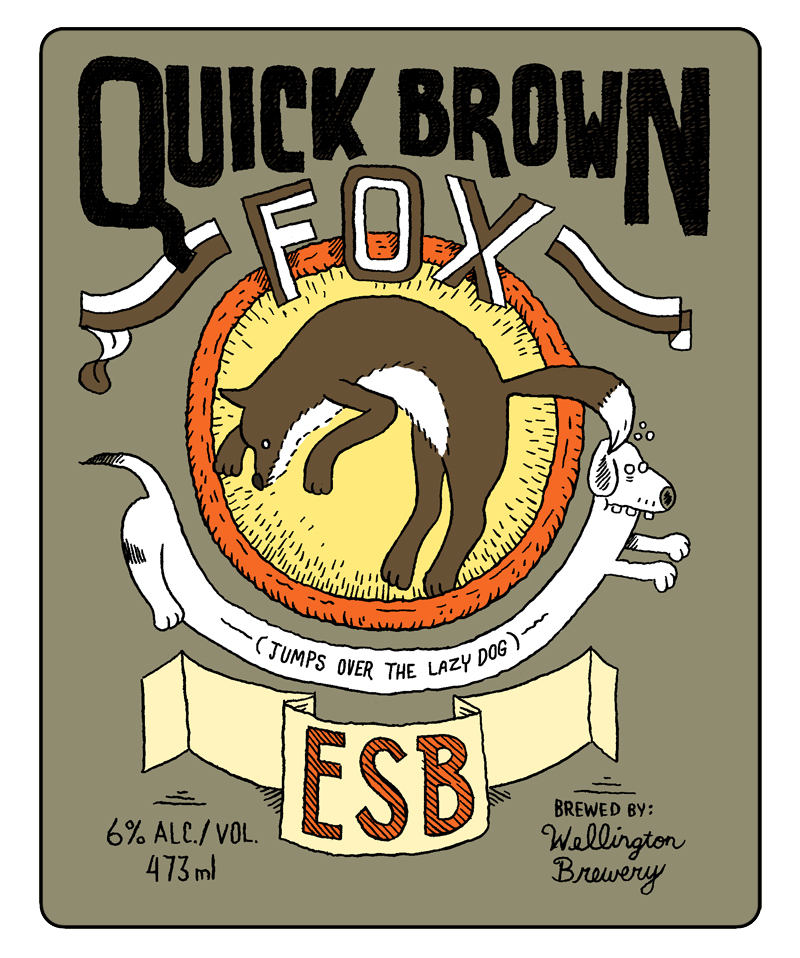 QUICK BROWN
FOX
(JUMPS OVER THE LAZY DOG)
ESB
6% ALC./VOL.
473ml
BREWED BY:
Wellington
Brewery